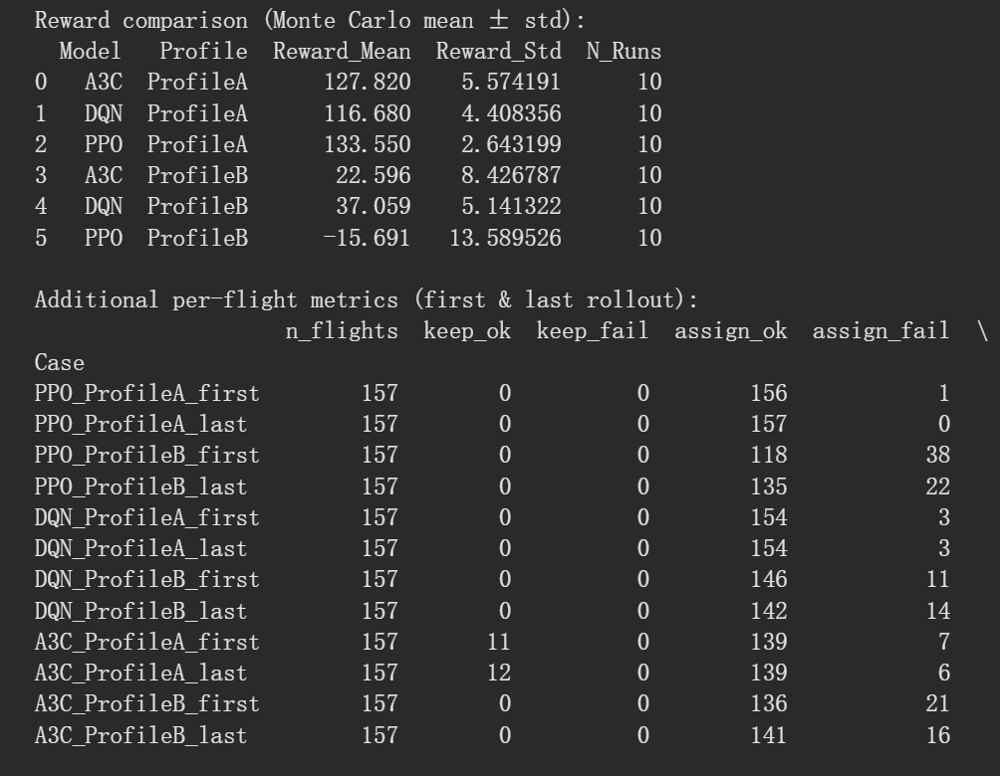 Reward comparison (Monte Carlo mean ± std):
Model Profile Reward_Mean Reward_Std N_Runs
0 A3C ProfileA 127.820 5.574191 10
1 DQN ProfileA 116.680 4.408356 10
2 PPO ProfileA 133.550 2.643199 10
3 A3C ProfileB 22.596 8.426787 10
4 DQN ProfileB 37.059 5.141322 10
5 PPO ProfileB -15.691 13.589526 10
Additional per-flight metrics (first & last rollout):
n_flights keep_ok keep_fail assign_ok assign_fail \
Case
PPO_ProfileA_first 157 0 0 156 1
PPO_ProfileA_last 157 0 0 157 0
PPO_ProfileB_first 157 0 0 118 38
PPO_ProfileB_last 157 0 0 135 22
DQN_ProfileA_first 157 0 0 154 3
DQN_ProfileA_last 157 0 0 154 3
DQN_ProfileB_first 157 0 0 146 11
DQN_ProfileB_last 157 0 0 142 14
A3C_ProfileA_first 157 11 0 139 7
A3C_ProfileA_last 157 12 0 139 6
A3C_ProfileB_first 157 0 0 136 21
A3C_ProfileB_last 157 0 0 141 16